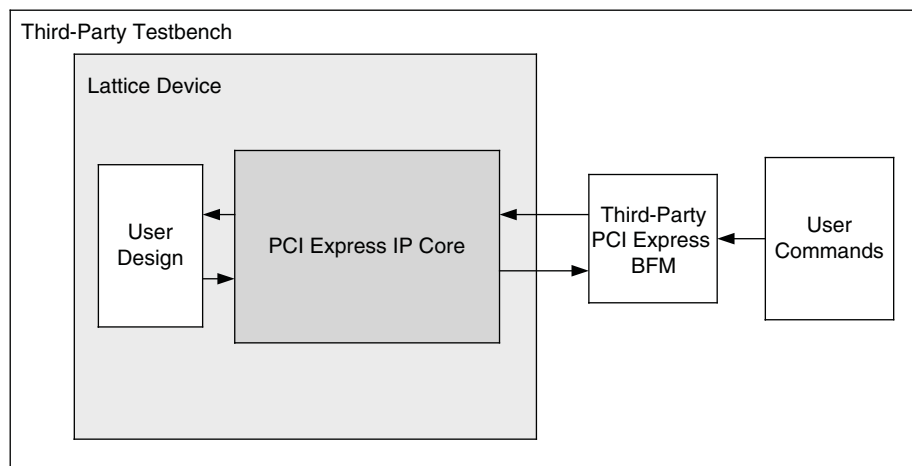 Third-Party Testbench
Lattice Device
User
Design
PCI Express IP Core
Third-Party
PCI Express
BFM
User
Commands